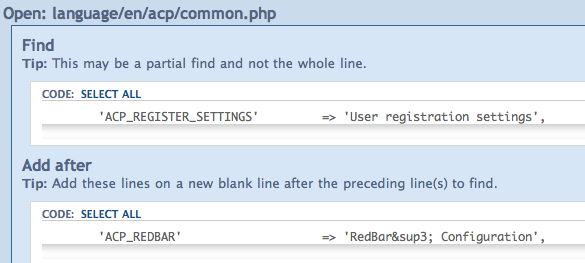 Open: language/en/acp/common.php
Find
Tip: This may be a partial find and not the whole line.
CODE: SELECT ALL
'ACP_REGISTER_SETTINGS' => 'User registration settings',
Add after
Tip: Add these lines on a new blank line after the preceding line(s) to find.
CODE: SELECT ALL
'ACP_REDBAR' => 'RedBar&sup3; Configuration',